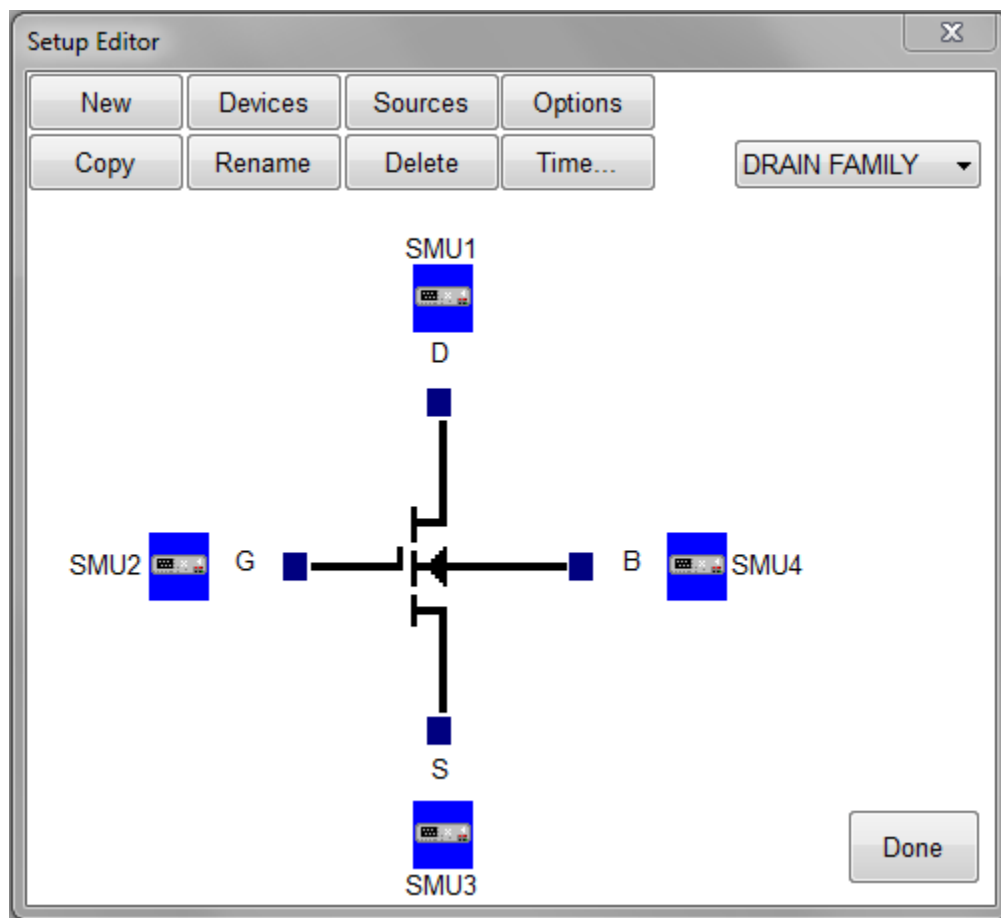 Setup Editor
New Devices Sources Options
Copy Rename Delete Time...
DRAIN FAMILY
SMU1
D
SMU2 G B SMU4
S
SMU3
Done